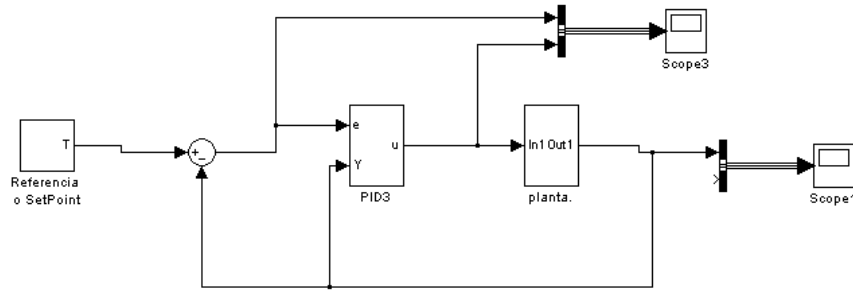 Scope3
T
Referencia
o SetPoint
+
-
e
Y
u
PID3
In1 Out1
planta.
Scope1